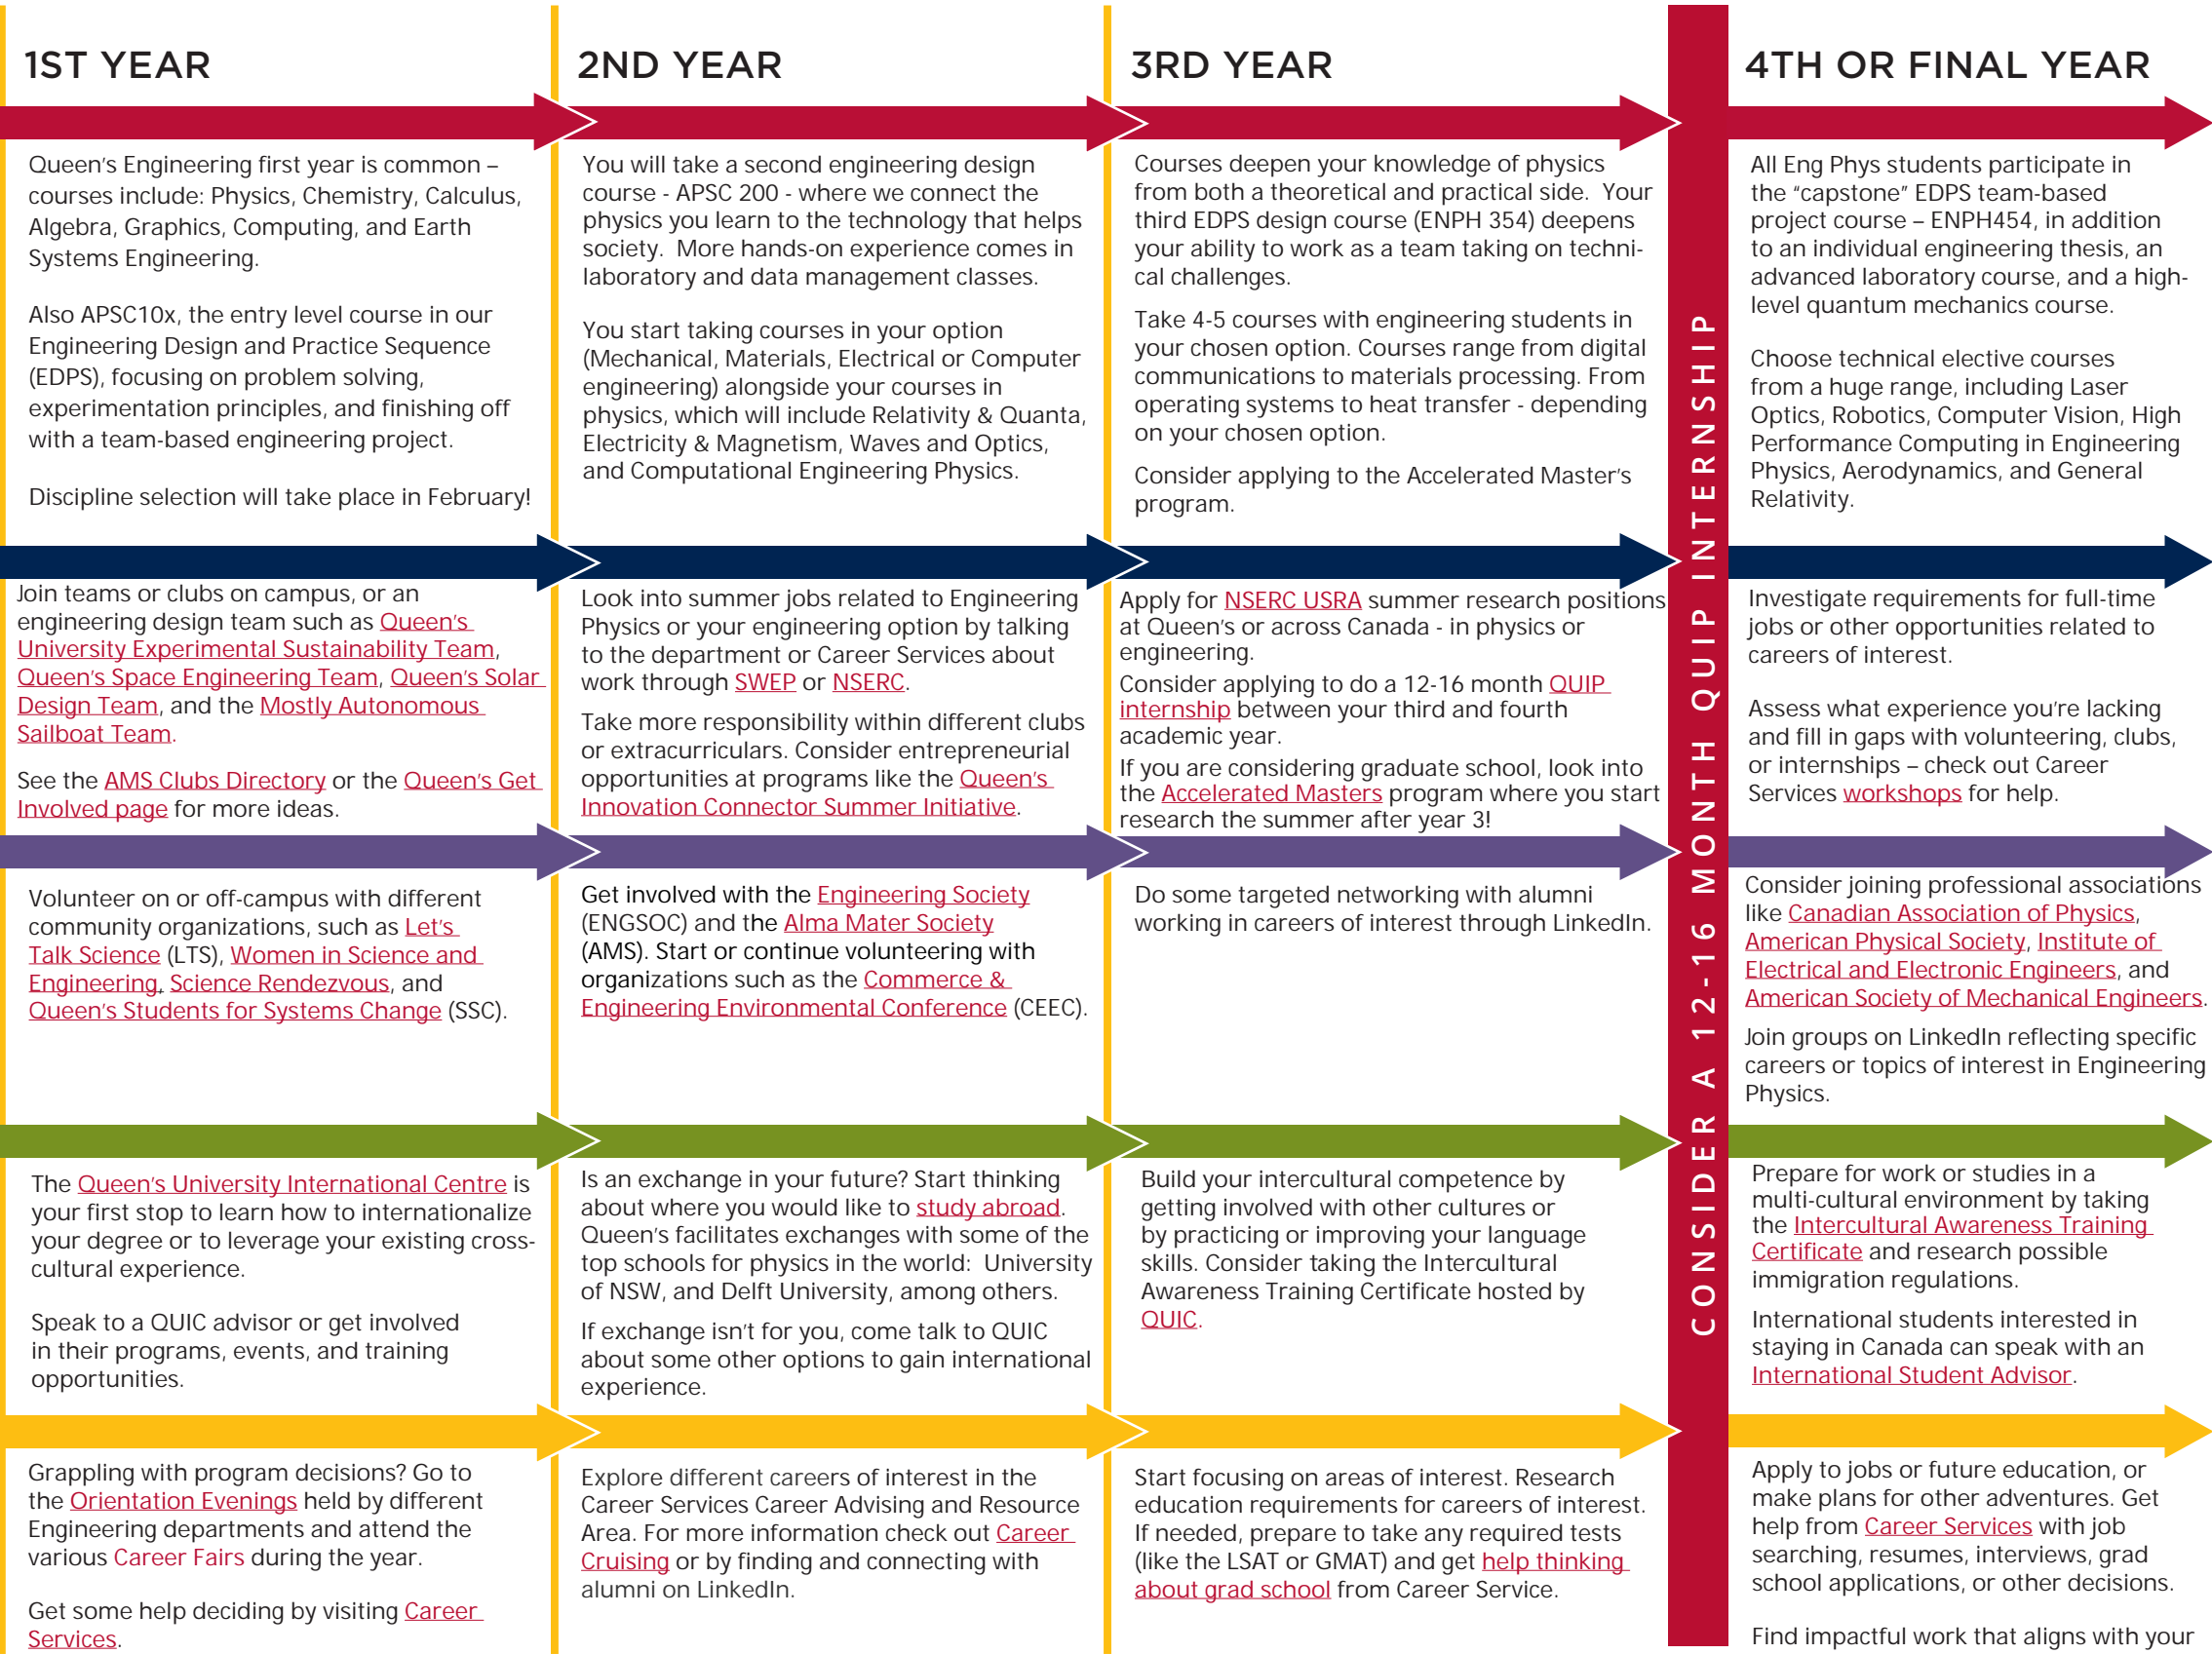 1ST YEAR
2ND YEAR
3RD YEAR
4TH OR FINAL YEAR
Queen's Engineering first year is common –
courses include: Physics, Chemistry, Calculus,
Algebra, Graphics, Computing, and Earth
Systems Engineering.
Also APSC10x, the entry level course in our
Engineering Design and Practice Sequence
(EDPS), focusing on problem solving,
experimentation principles, and finishing off
with a team-based engineering project.
Discipline selection will take place in February!
You will take a second engineering design
course - APSC 200 - where we connect the
physics you learn to the technology that helps
society. More hands-on experience comes in
laboratory and data management classes.
You start taking courses in your option
(Mechanical, Materials, Electrical or Computer
engineering) alongside your courses in
physics, which will include Relativity & Quanta,
Electricity & Magnetism, Waves and Optics,
and Computational Engineering Physics.
Courses deepen your knowledge of physics
from both a theoretical and practical side. Your
third EDPS design course (ENPH 354) deepens
your ability to work as a team taking on techni-
cal challenges.
Take 4-5 courses with engineering students in
your chosen option. Courses range from digital
communications to materials processing. From
operating systems to heat transfer - depending
on your chosen option.
Consider applying to the Accelerated Master's
program.
CONSIDER A 12-16 MONTH QUIP INTERNSHIP
All Eng Phys students participate in
the "capstone" EDPS team-based
project course – ENPH454, in addition
to an individual engineering thesis, an
advanced laboratory course, and a high-
level quantum mechanics course.
Choose technical elective courses
from a huge range, including Laser
Optics, Robotics, Computer Vision, High
Performance Computing in Engineering
Physics, Aerodynamics, and General
Relativity.
Join teams or clubs on campus, or an
engineering design team such as Queen's
University Experimental Sustainability Team,
Queen's Space Engineering Team, Queen's Solar
Design Team, and the Mostly Autonomous
Sailboat Team.
See the AMS Clubs Directory or the Queen's Get
Involved page for more ideas.
Look into summer jobs related to Engineering
Physics or your engineering option by talking
to the department or Career Services about
work through SWEP or NSERC.
Take more responsibility within different clubs
or extracurriculars. Consider entrepreneurial
opportunities at programs like the Queen's
Innovation Connector Summer Initiative.
Apply for NSERC USRA summer research positions
at Queen's or across Canada - in physics or
engineering.
Consider applying to do a 12-16 month QUIP
internship between your third and fourth
academic year.
If you are considering graduate school, look into
the Accelerated Masters program where you start
research the summer after year 3!
Investigate requirements for full-time
jobs or other opportunities related to
careers of interest.
Assess what experience you're lacking
and fill in gaps with volunteering, clubs,
or internships – check out Career
Services workshops for help.
Volunteer on or off-campus with different
community organizations, such as Let's
Talk Science (LTS), Women in Science and
Engineering, Science Rendezvous, and
Queen's Students for Systems Change (SSC).
Get involved with the Engineering Society
(ENGSOC) and the Alma Mater Society
(AMS). Start or continue volunteering with
organizations such as the Commerce &
Engineering Environmental Conference (CEEC).
Do some targeted networking with alumni
working in careers of interest through LinkedIn.
Consider joining professional associations
like Canadian Association of Physics,
American Physical Society, Institute of
Electrical and Electronic Engineers, and
American Society of Mechanical Engineers.
Join groups on LinkedIn reflecting specific
careers or topics of interest in Engineering
Physics.
The Queen's University International Centre is
your first stop to learn how to internationalize
your degree or to leverage your existing cross-
cultural experience.
Speak to a QUIC advisor or get involved
in their programs, events, and training
opportunities.
Is an exchange in your future? Start thinking
about where you would like to study abroad.
Queen's facilitates exchanges with some of the
top schools for physics in the world: University
of NSW, and Delft University, among others.
If exchange isn't for you, come talk to QUIC
about some other options to gain international
experience.
Build your intercultural competence by
getting involved with other cultures or
by practicing or improving your language
skills. Consider taking the Intercultural
Awareness Training Certificate hosted by
QUIC.
Prepare for work or studies in a
multi-cultural environment by taking
the Intercultural Awareness Training
Certificate and research possible
immigration regulations.
International students interested in
staying in Canada can speak with an
International Student Advisor.
Grappling with program decisions? Go to
the Orientation Evenings held by different
Engineering departments and attend the
various Career Fairs during the year.
Get some help deciding by visiting Career
Services.
Explore different careers of interest in the
Career Services Career Advising and Resource
Area. For more information check out Career
Cruising or by finding and connecting with
alumni on LinkedIn.
Start focusing on areas of interest. Research
education requirements for careers of interest.
If needed, prepare to take any required tests
(like the LSAT or GMAT) and get help thinking
about grad school from Career Service.
Apply to jobs or future education, or
make plans for other adventures. Get
help from Career Services with job
searching, resumes, interviews, grad
school applications, or other decisions.
Find impactful work that aligns with your